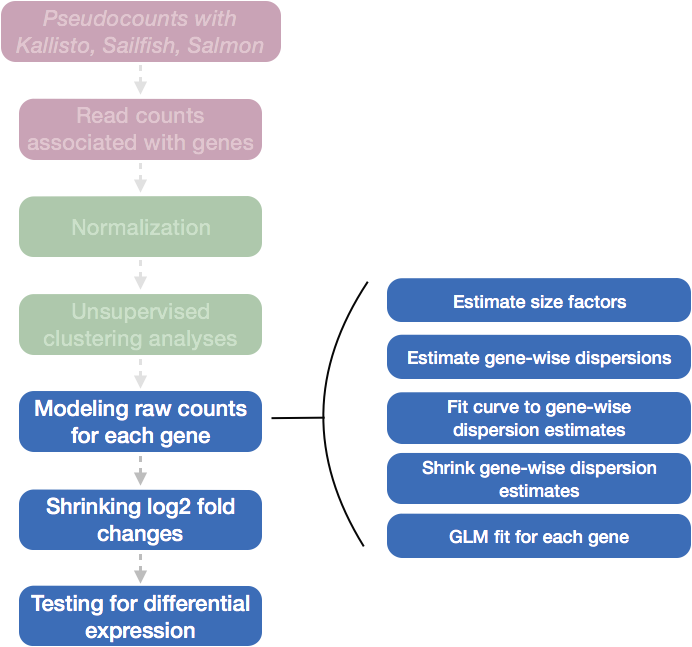 Pseudocounts with
Kallisto, Sailfish, Salmon
Read counts
associated with genes
Normalization
Unsupervised
clustering analyses
Modeling raw counts
for each gene
Shrinking log2 fold
changes
Testing for differential
expression
Estimate size factors
Estimate gene-wise dispersions
Fit curve to gene-wise
dispersion estimates
Shrink gene-wise dispersion
estimates
GLM fit for each gene